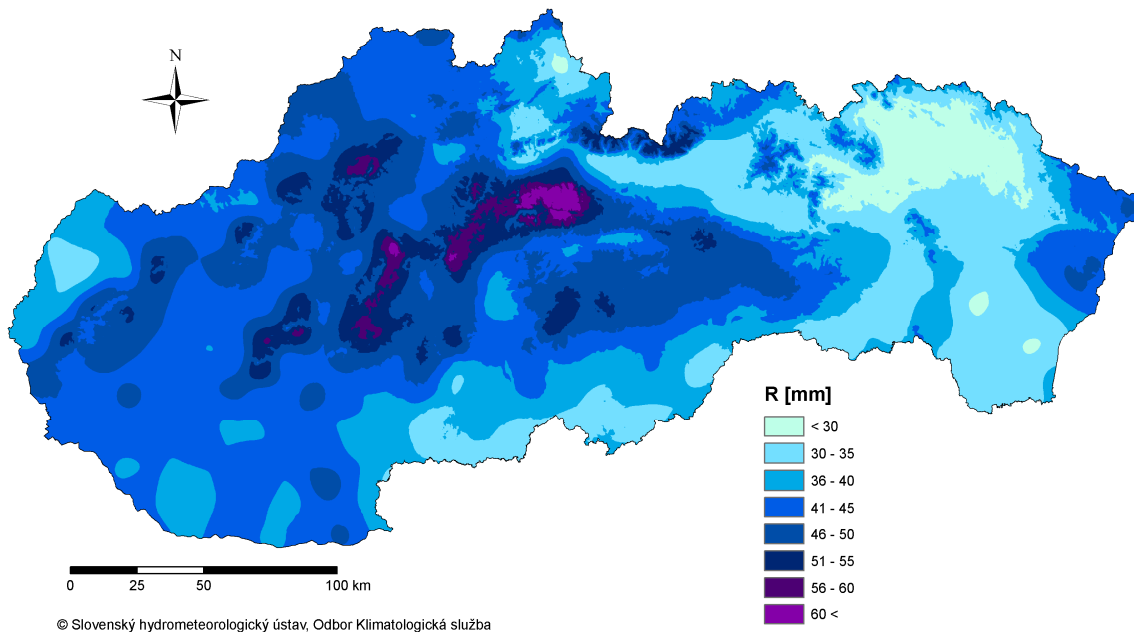 N
R [mm]
< 30
30 - 35
36 - 40
41 - 45
46 - 50
51 - 55
56 - 60
60 <
0 25 50 100 km
© Slovenský hydrometeorologický ústav, Odbor Klimatologická služba